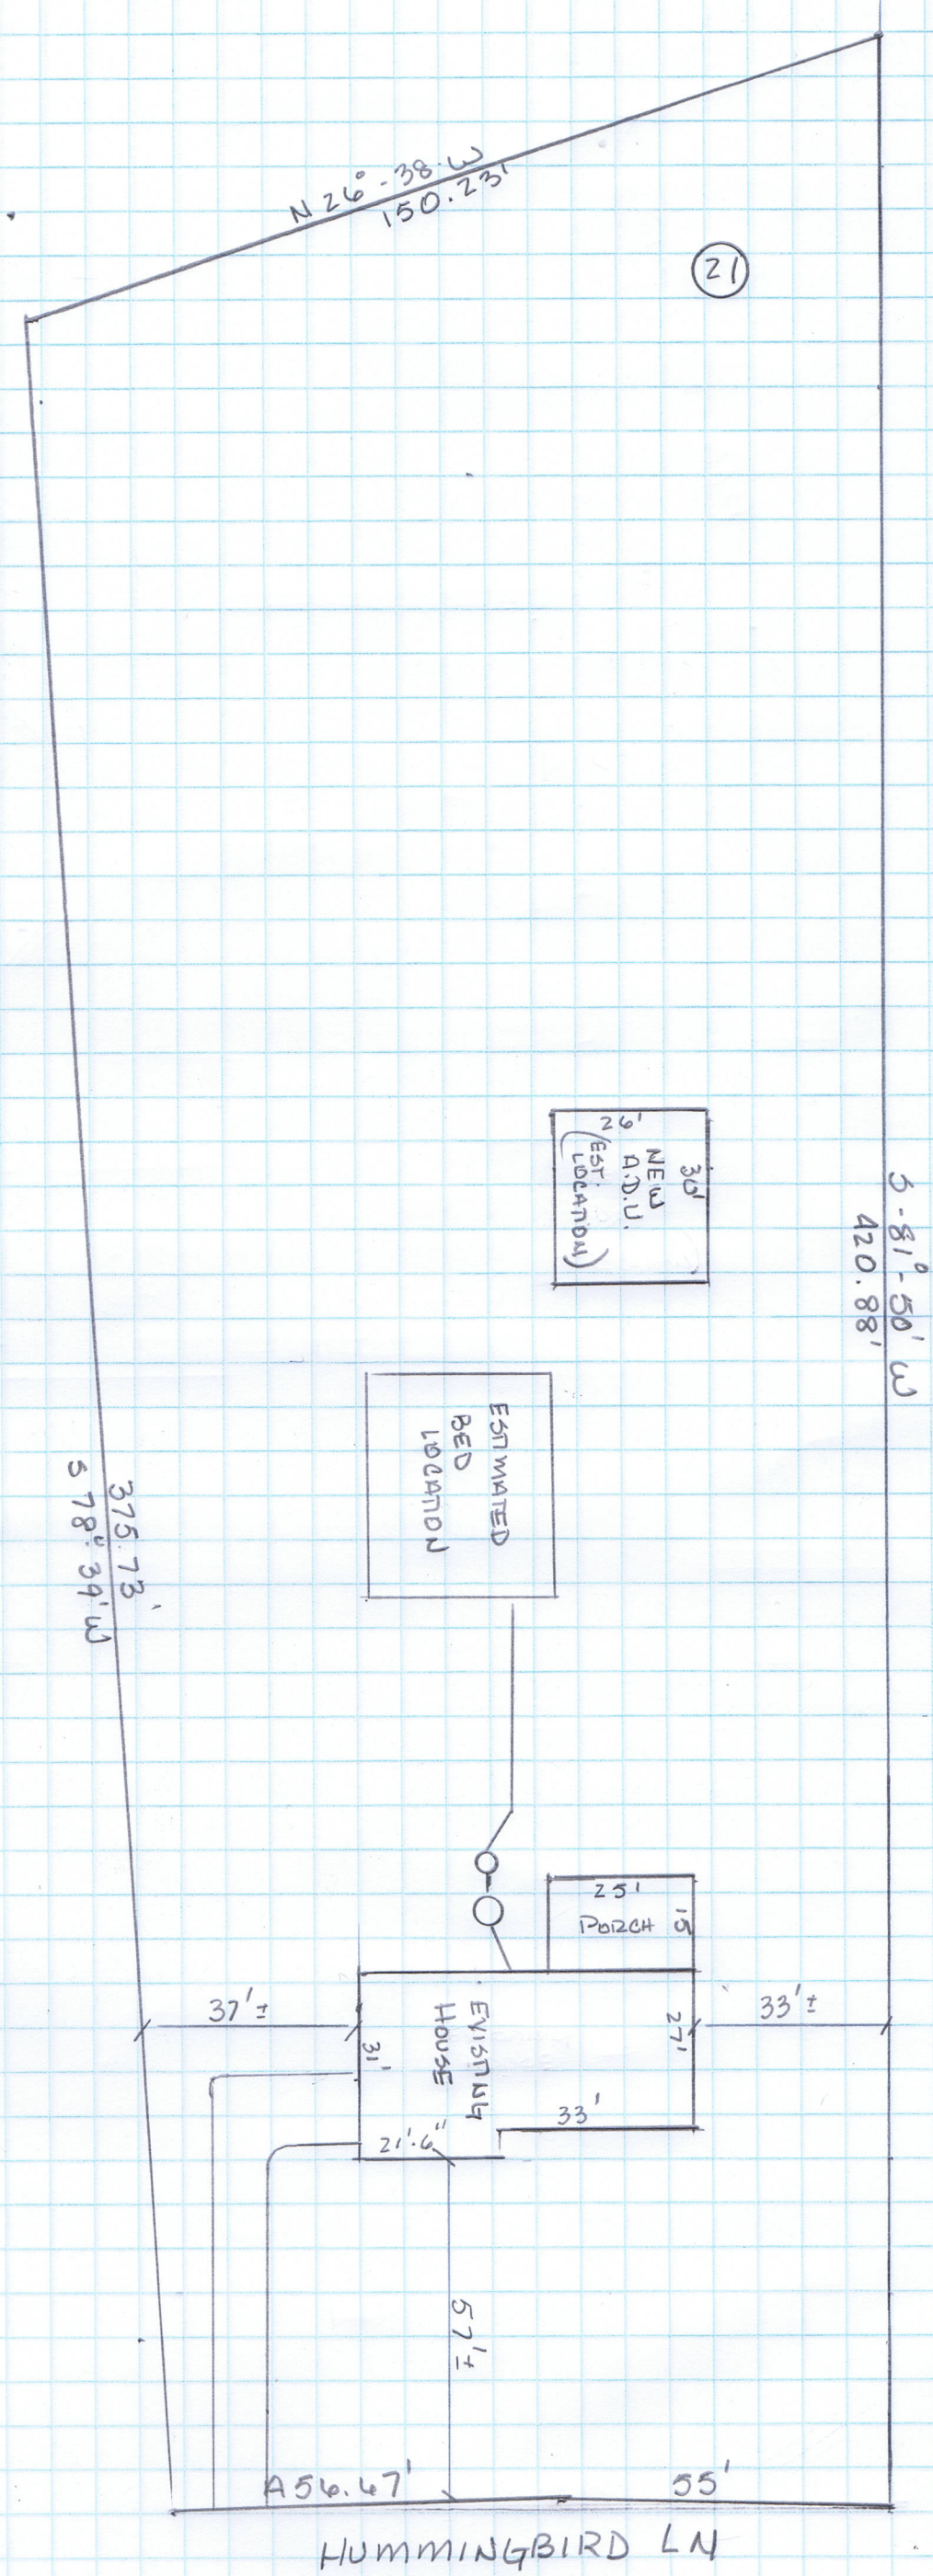 N 26° - 38 W
150.23'
21
26'
30'
NEW
A.D.U.
(EST.
LOCATION)
S - 81° - 50' W
420.88'
ESTIMATED
BED
LOCATION
375.73'
S 78° 39' W
25'
PORCH
15
37'±
EXISTING
HOUSE
31'
27'
33'±
33'
21'.6"
57'±
A 56.67'
55'
HUMMINGBIRD LN